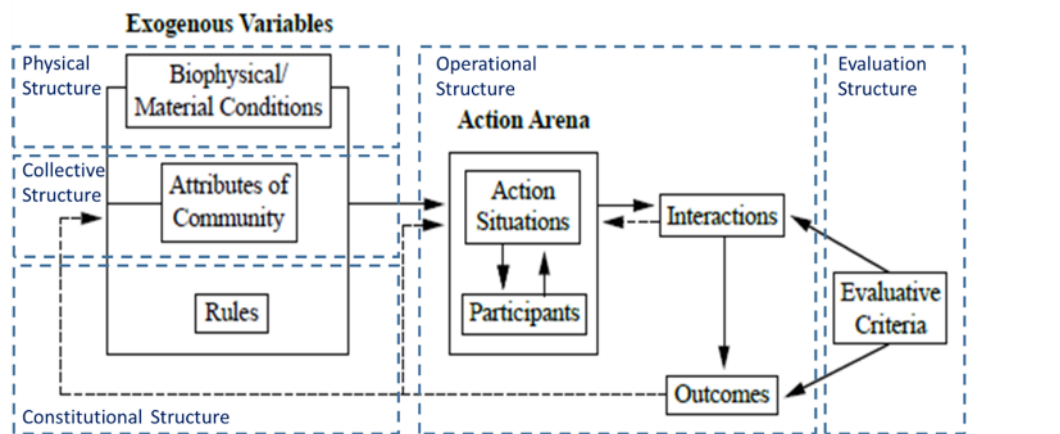 Exogenous Variables
Physical
Structure
Biophysical/
Material Conditions
Collective
Structure
Attributes of
Community
Rules
Constitutional Structure
Operational
Structure
Action Arena
Action
Situations
Participants
Interactions
Outcomes
Evaluation
Structure
Evaluative
Criteria